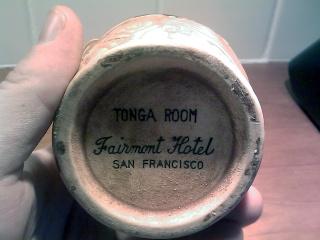 TONGA ROOM
Fairmont Hotel
SAN FRANCISCO